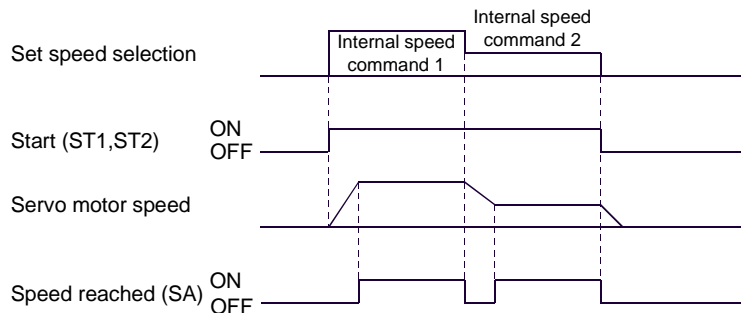 Set speed selection
Internal speed
command 1
Internal speed
command 2
Start (ST1,ST2)
ON
OFF
Servo motor speed
Speed reached (SA)
ON
OFF